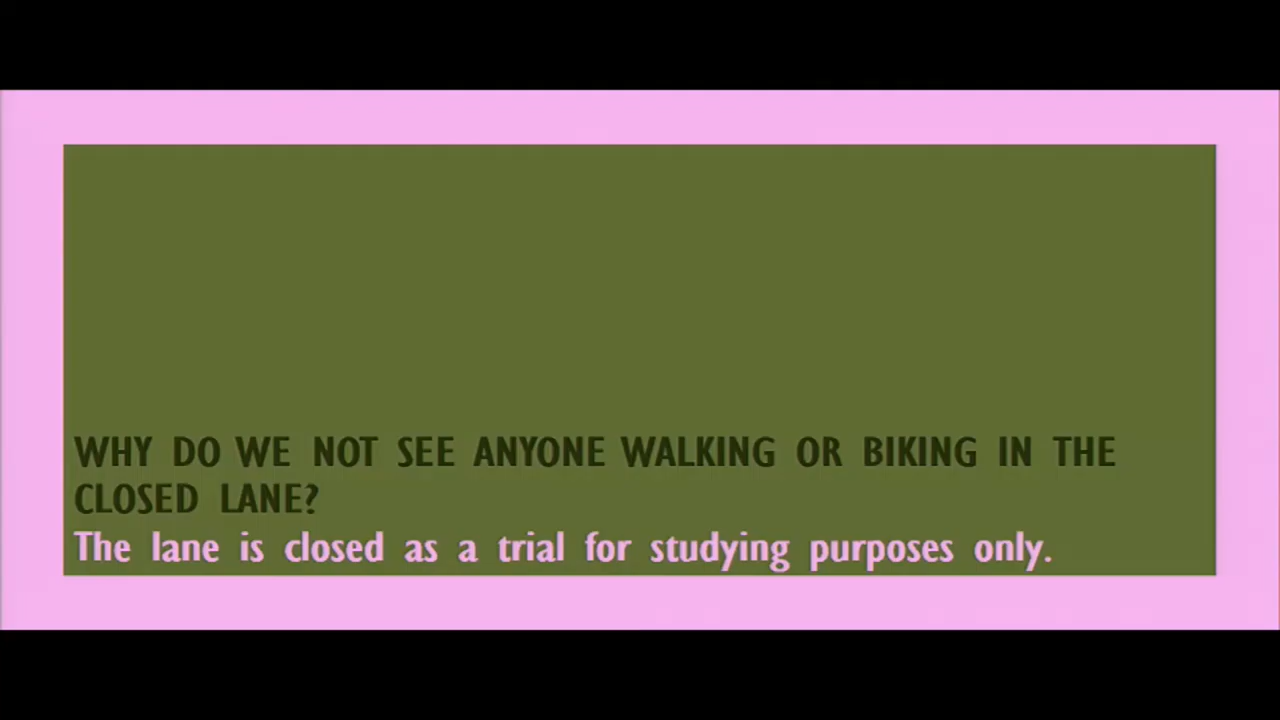 WHY DO WE NOT SEE ANYONE WALKING OR BIKING IN THE
CLOSED LANE?
The lane is closed as a trial for studying purposes only.